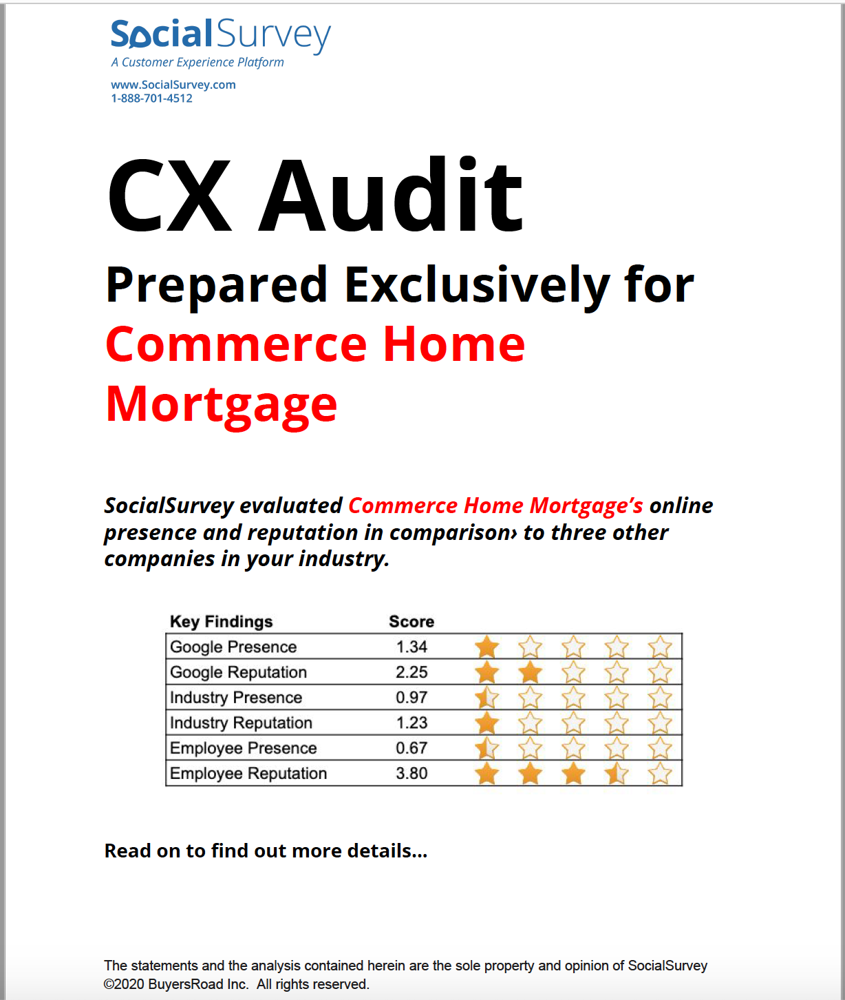 SocialSurvey
A Customer Experience Platform
www.SocialSurvey.com
1-888-701-4512
CX Audit
Prepared Exclusively for
Commerce Home
Mortgage
SocialSurvey evaluated Commerce Home Mortgage’s online
presence and reputation in comparison› to three other
companies in your industry.
Key Findings Score
Google Presence 1.34
Google Reputation 2.25
Industry Presence 0.97
Industry Reputation 1.23
Employee Presence 0.67
Employee Reputation 3.80
Read on to find out more details...
The statements and the analysis contained herein are the sole property and opinion of SocialSurvey
©2020 BuyersRoad Inc. All rights reserved.